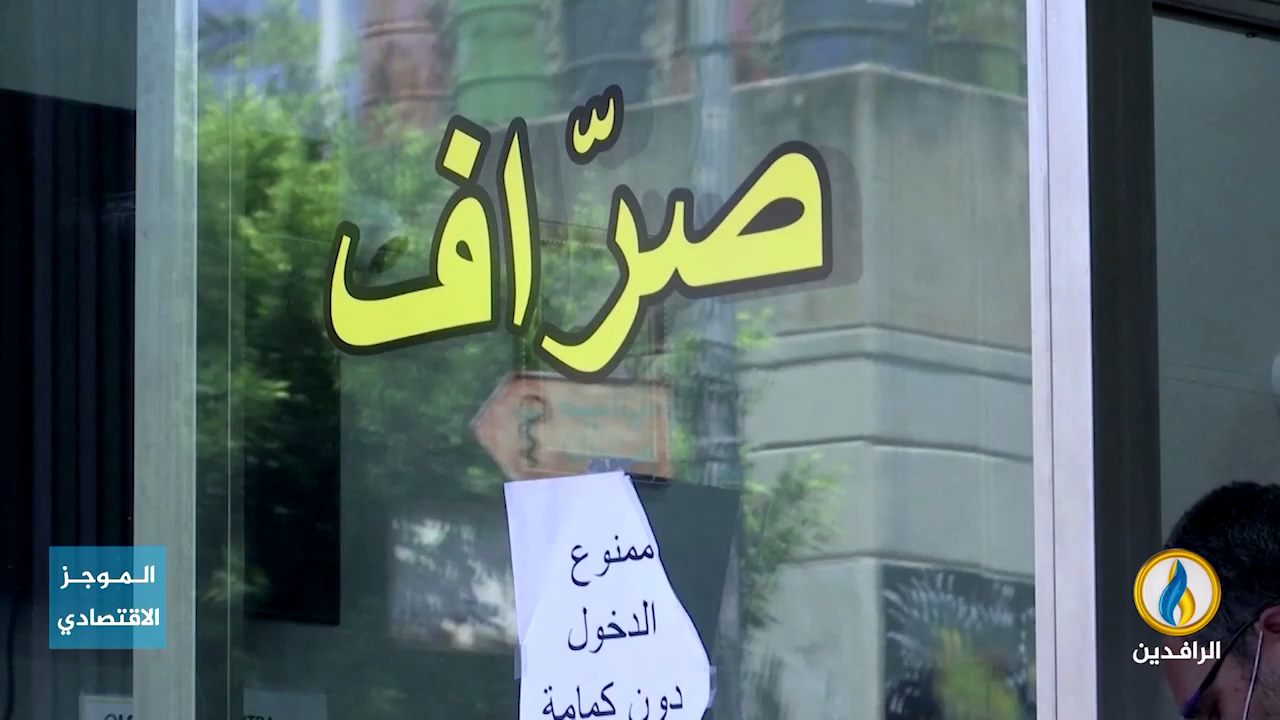 صرّاف
ممنوع
الدخول
دون كمامة
الموجز
الاقتصادي
الرافدين